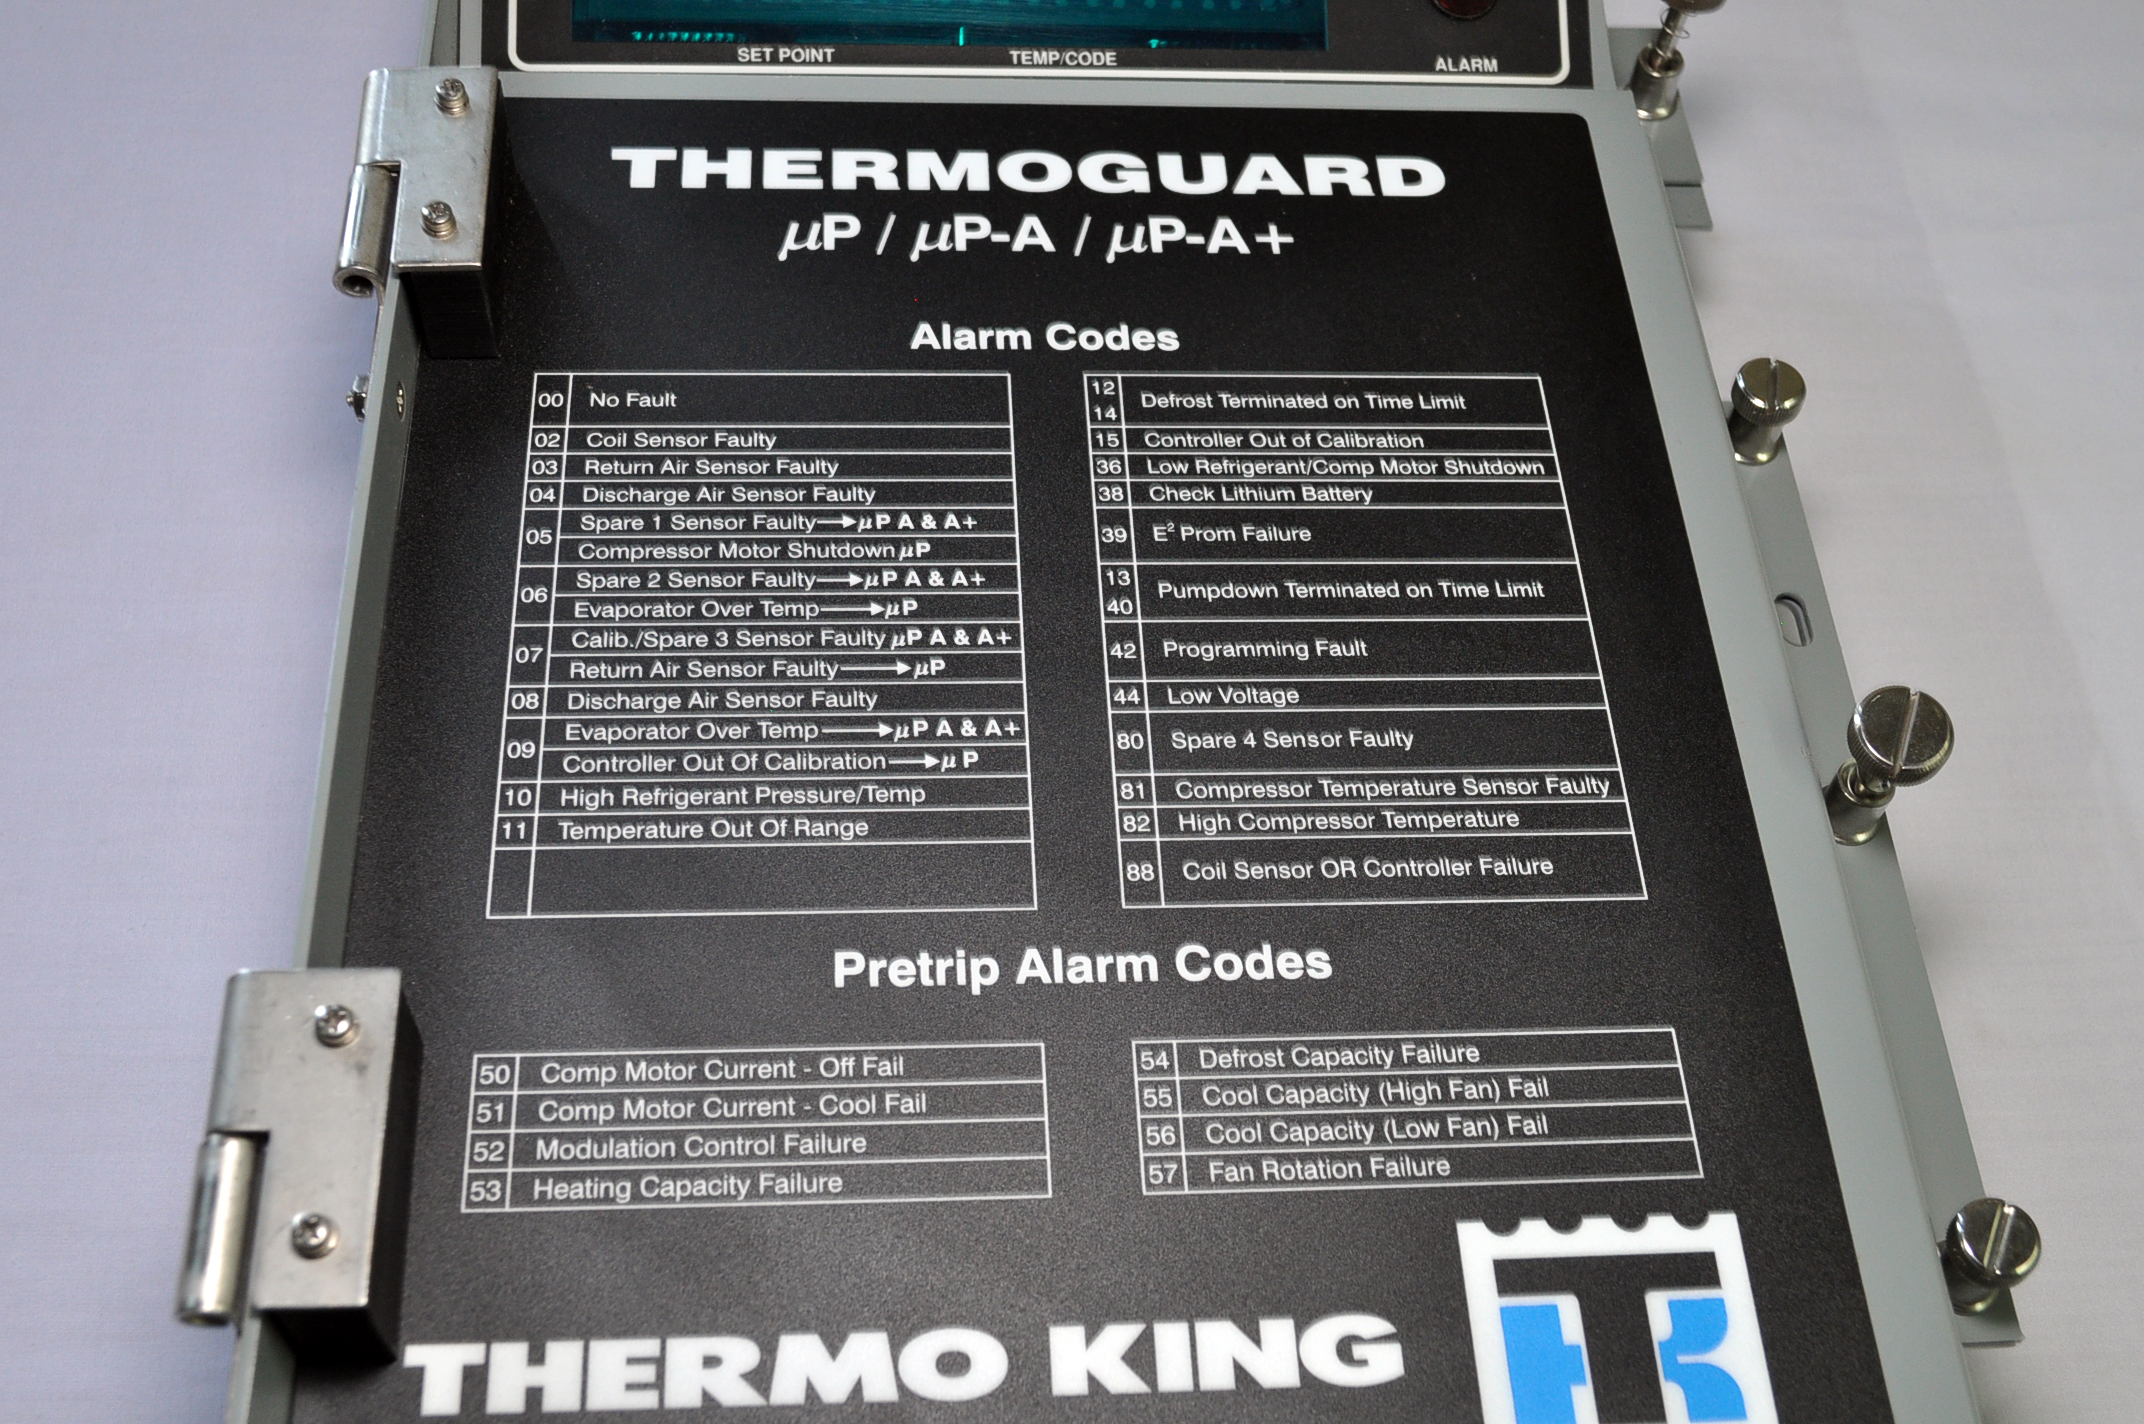 SET POINT TEMP/CODE ALARM
THERMOGUARD
µP / µP-A / µP-A+
Alarm Codes
00 No Fault
02 Coil Sensor Faulty
03 Return Air Sensor Faulty
04 Discharge Air Sensor Faulty
05 Spare 1 Sensor Faulty→µP A & A+
Compressor Motor Shutdown µP
06 Spare 2 Sensor Faulty→µP A & A+
Evaporator Over Temp→µP
07 Calib./Spare 3 Sensor Faulty µP A & A+
Return Air Sensor Faulty→µP
08 Discharge Air Sensor Faulty
09 Evaporator Over Temp→µP A & A+
Controller Out Of Calibration→µ P
10 High Refrigerant Pressure/Temp
11 Temperature Out Of Range
12
14 Defrost Terminated on Time Limit
15 Controller Out of Calibration
36 Low Refrigerant/Comp Motor Shutdown
38 Check Lithium Battery
39 E² Prom Failure
13
40 Pumpdown Terminated on Time Limit
42 Programming Fault
44 Low Voltage
80 Spare 4 Sensor Faulty
81 Compressor Temperature Sensor Faulty
82 High Compressor Temperature
88 Coil Sensor OR Controller Failure
Pretrip Alarm Codes
50 Comp Motor Current - Off Fail
51 Comp Motor Current - Cool Fail
52 Modulation Control Failure
53 Heating Capacity Failure
54 Defrost Capacity Failure
55 Cool Capacity (High Fan) Fail
56 Cool Capacity (Low Fan) Fail
57 Fan Rotation Failure
THERMO KING
TK